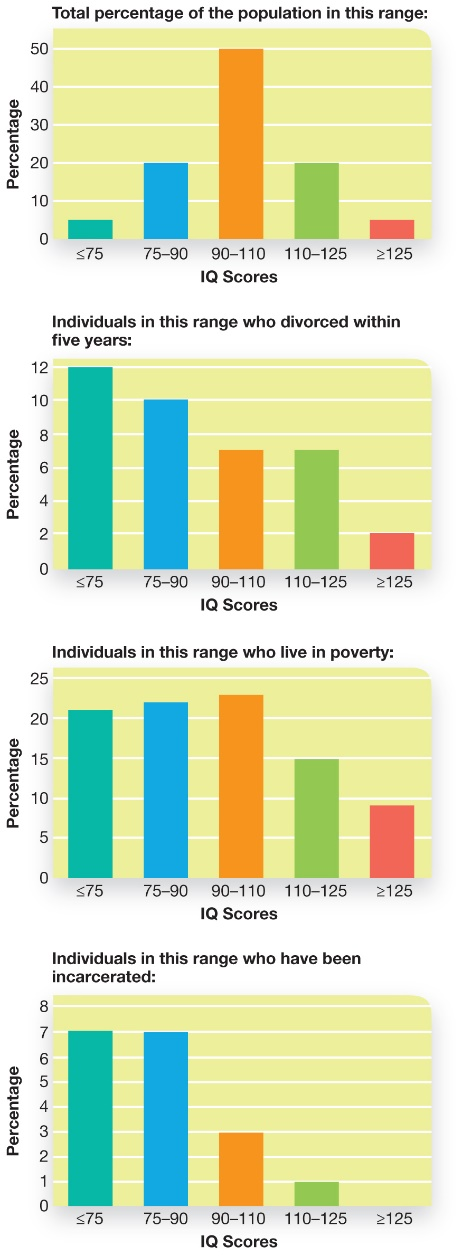 Total percentage of the population in this range:
50
40
30
20
10
0
Percentage
≤75 75–90 90–110 110–125 ≥125
IQ Scores
Individuals in this range who divorced within
five years:
12
10
8
6
4
2
0
Percentage
≤75 75–90 90–110 110–125 ≥125
IQ Scores
Individuals in this range who live in poverty:
25
20
15
10
5
0
Percentage
≤75 75–90 90–110 110–125 ≥125
IQ Scores
Individuals in this range who have been
incarcerated:
8
7
6
5
4
3
2
1
0
Percentage
≤75 75–90 90–110 110–125 ≥125
IQ Scores